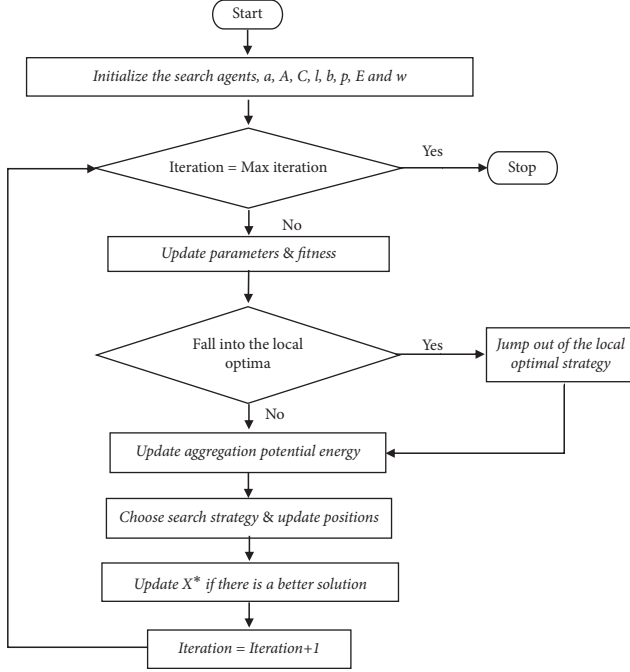 Start
Initialize the search agents, a, A, C, l, b, p, E and w
Iteration = Max iteration
Yes
Stop
No
Update parameters & fitness
Fall into the local
optima
Yes
Jump out of the local
optimal strategy
No
Update aggregation potential energy
Choose search strategy & update positions
Update X* if there is a better solution
Iteration = Iteration+1